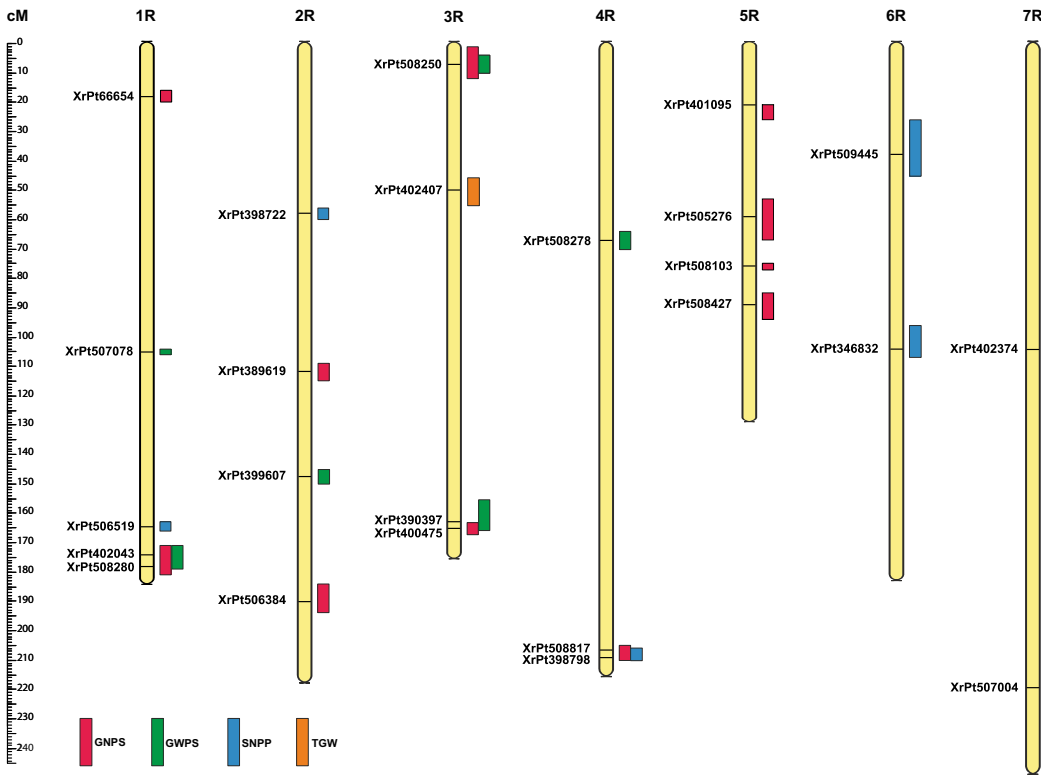 cM 1R 2R 3R 4R 5R 6R 7R
0
10
20
30
40
50
60
70
80
90
100
110
120
130
140
150
160
170
180
190
200
210
220
230
240
XrPt66654
XrPt507078
XrPt506519
XrPt402043
XrPt508280
XrPt398722
XrPt389619
XrPt399607
XrPt506384
XrPt508250
XrPt402407
XrPt390397
XrPt400475
XrPt508278
XrPt508817
XrPt398798
XrPt401095
XrPt505276
XrPt508103
XrPt508427
XrPt509445
XrPt346832
XrPt402374
XrPt507004
GNPS GWPS SNPP TGW